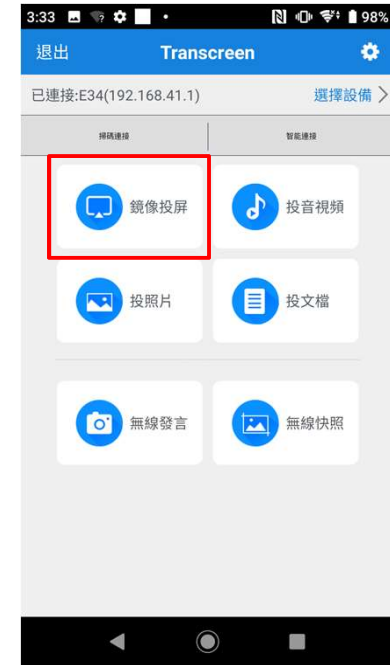 3:33 98%
退出 Transcreen
已連接:E34(192.168.41.1) 選擇設備
掃碼連接 智能連接
鏡像投屏 投音視頻
投照片 投文檔
無線發言 無線快照